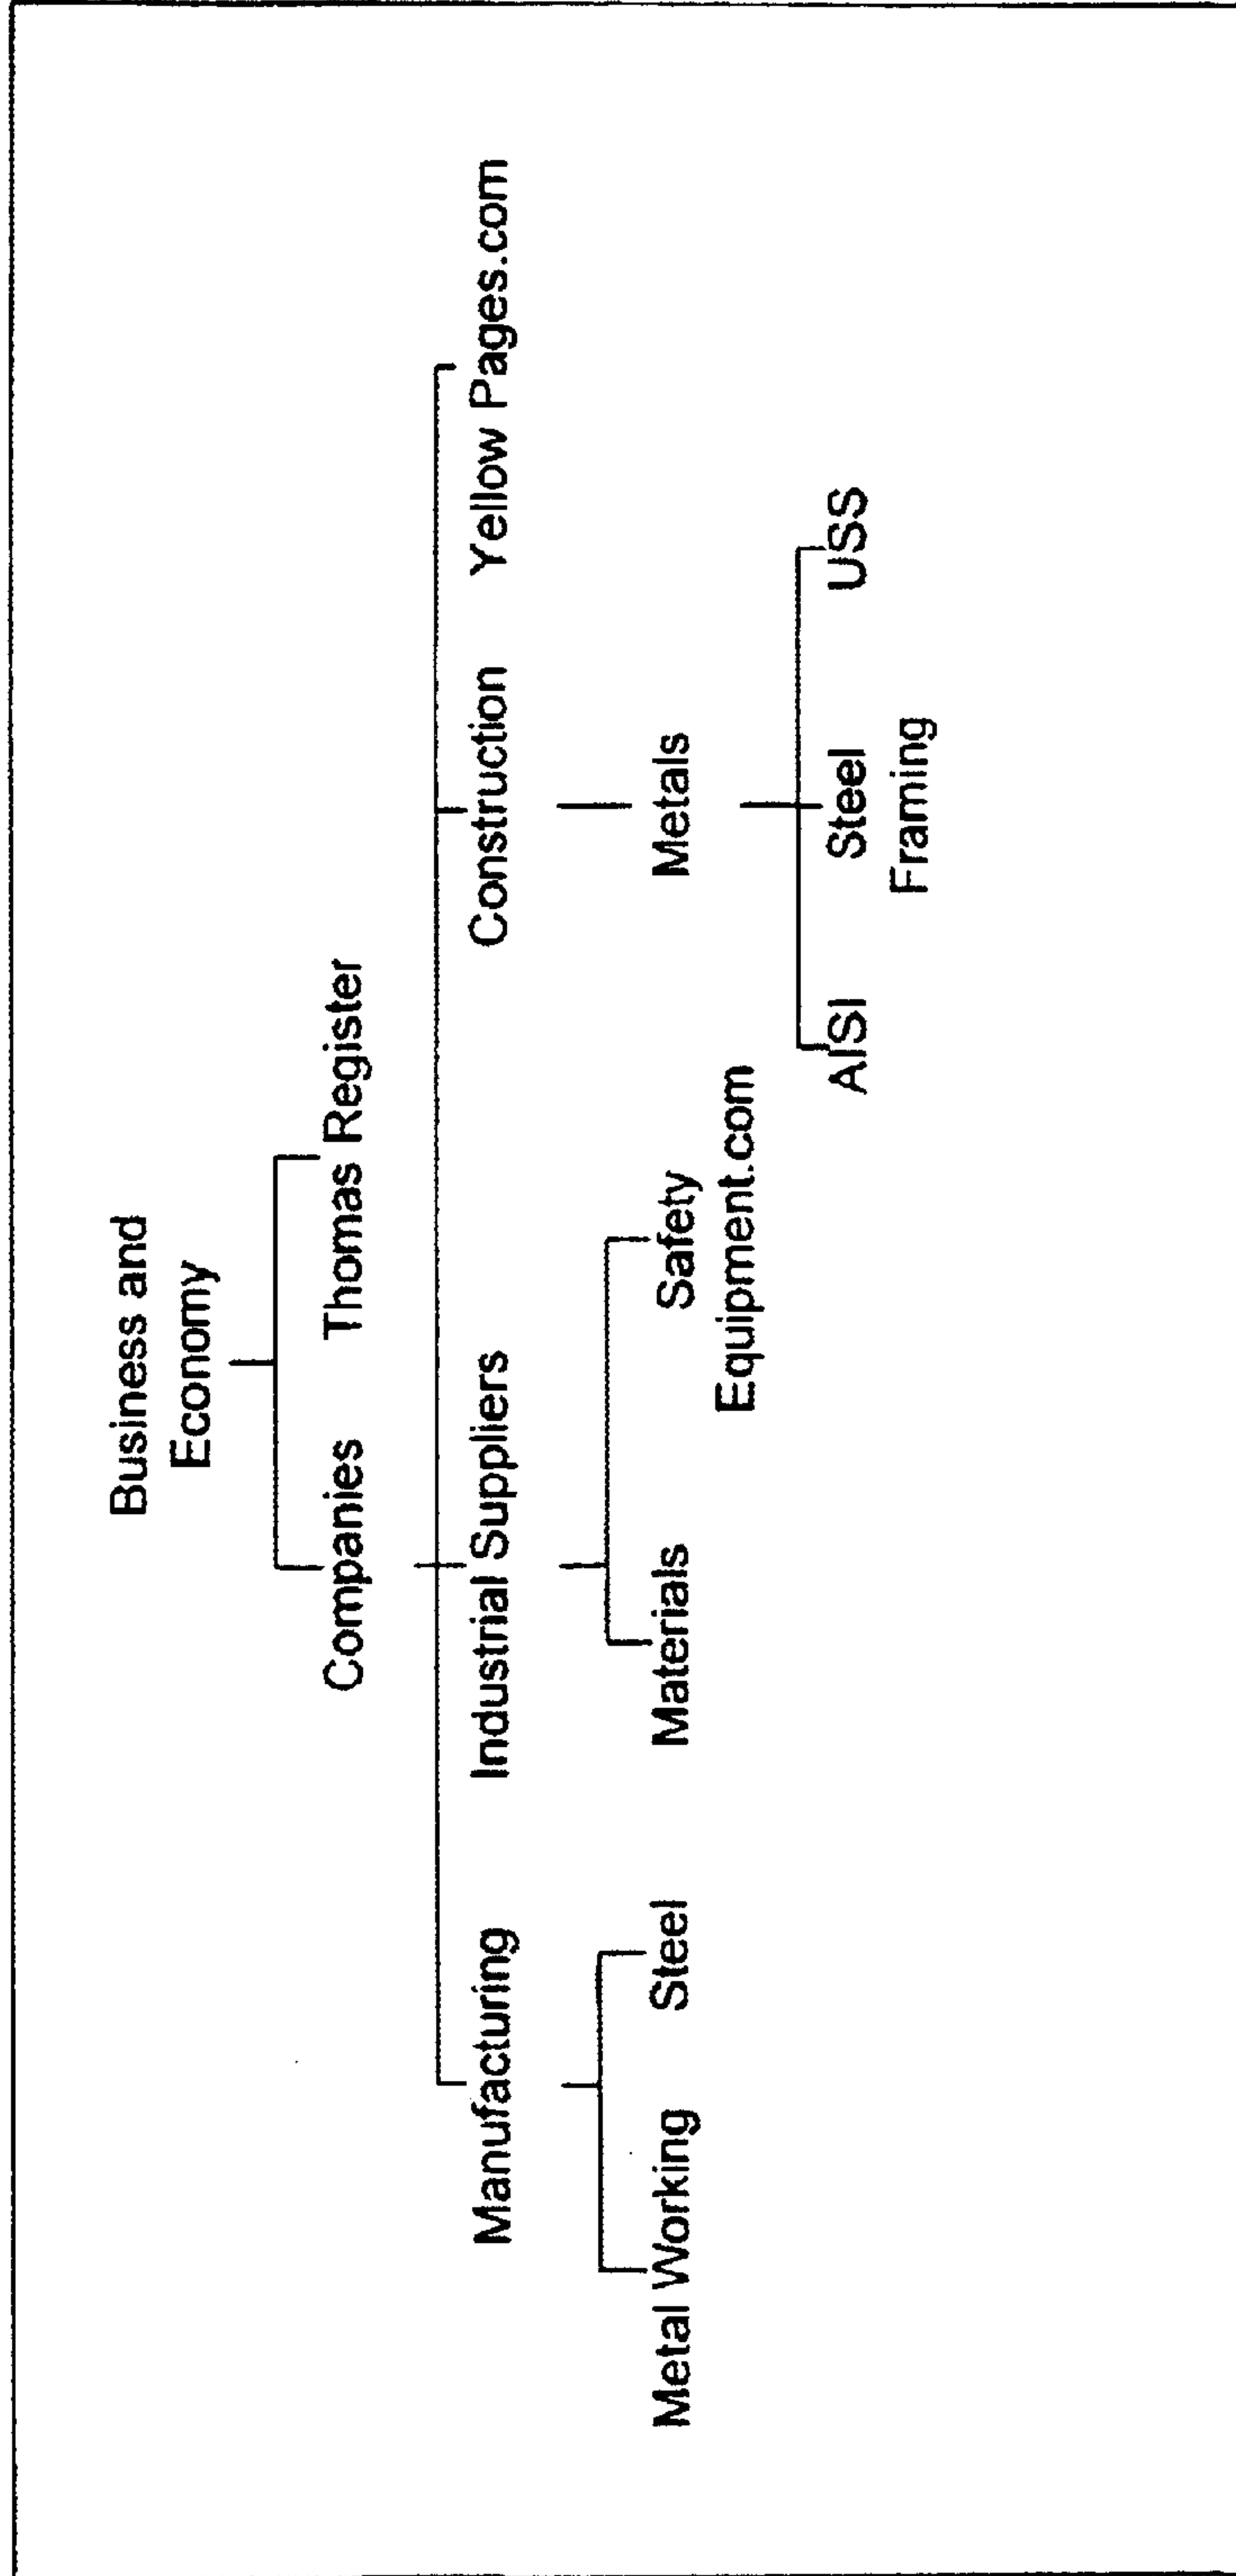 Business and
Economy
Companies
Thomas Register
Manufacturing
Industrial Suppliers
Construction
Yellow Pages.com
Metal Working
Steel
Materials
Safety
Equipment.com
Metals
AISI
Steel
Framing
USS